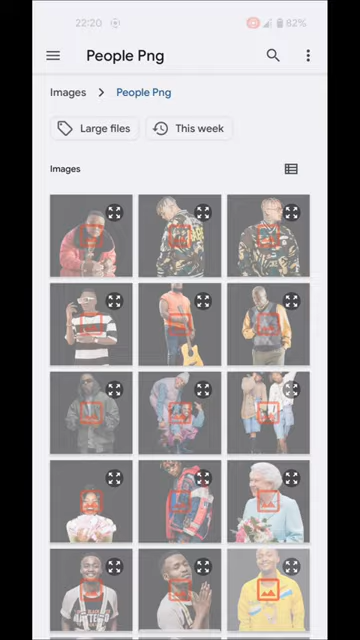 22:20
82%
People Png
Images
People Png
Large files
This week
Images